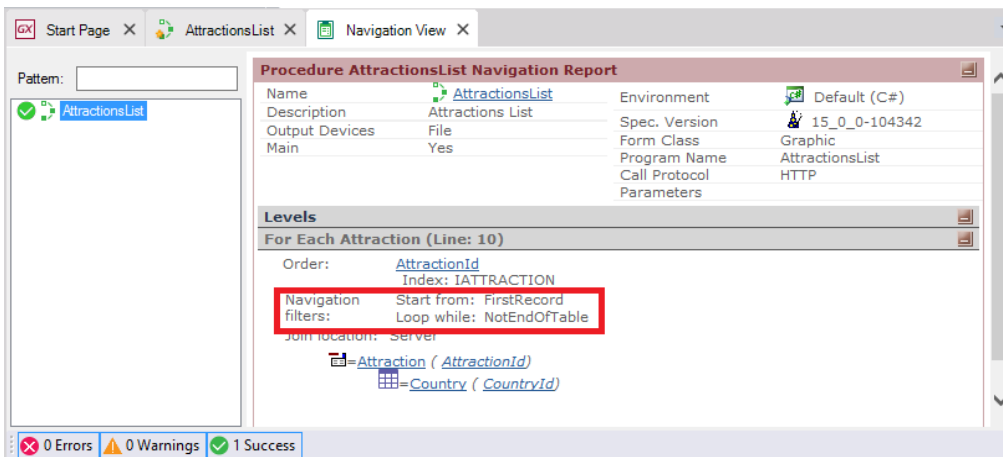 GX Start Page X AttractionsList X Navigation View X
Pattern:
AttractionsList
Procedure AttractionsList Navigation Report
Name AttractionsList
Description Attractions List
Output Devices File
Main Yes
Environment Default (C#)
Spec. Version 15_0_0-104342
Form Class Graphic
Program Name AttractionsList
Call Protocol HTTP
Parameters
Levels
For Each Attraction (Line: 10)
Order: AttractionId
Index: IATTRACTION
Navigation Start from: FirstRecord
filters: Loop while: NotEndOfTable
Join location: Server
=Attraction ( AttractionId)
=Country ( CountryId)
0 Errors 0 Warnings 1 Success